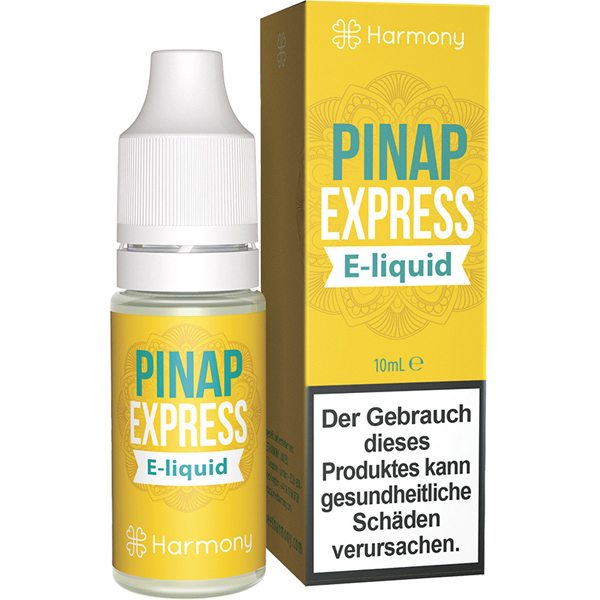 Harmony
PINAP
EXPRESS
E-liquid
10mL ℮
Der Gebrauch
dieses
Produktes kann
gesundheitliche
Schäden
verursachen.
PINAP
EXPRESS
E-liquid
Harmony